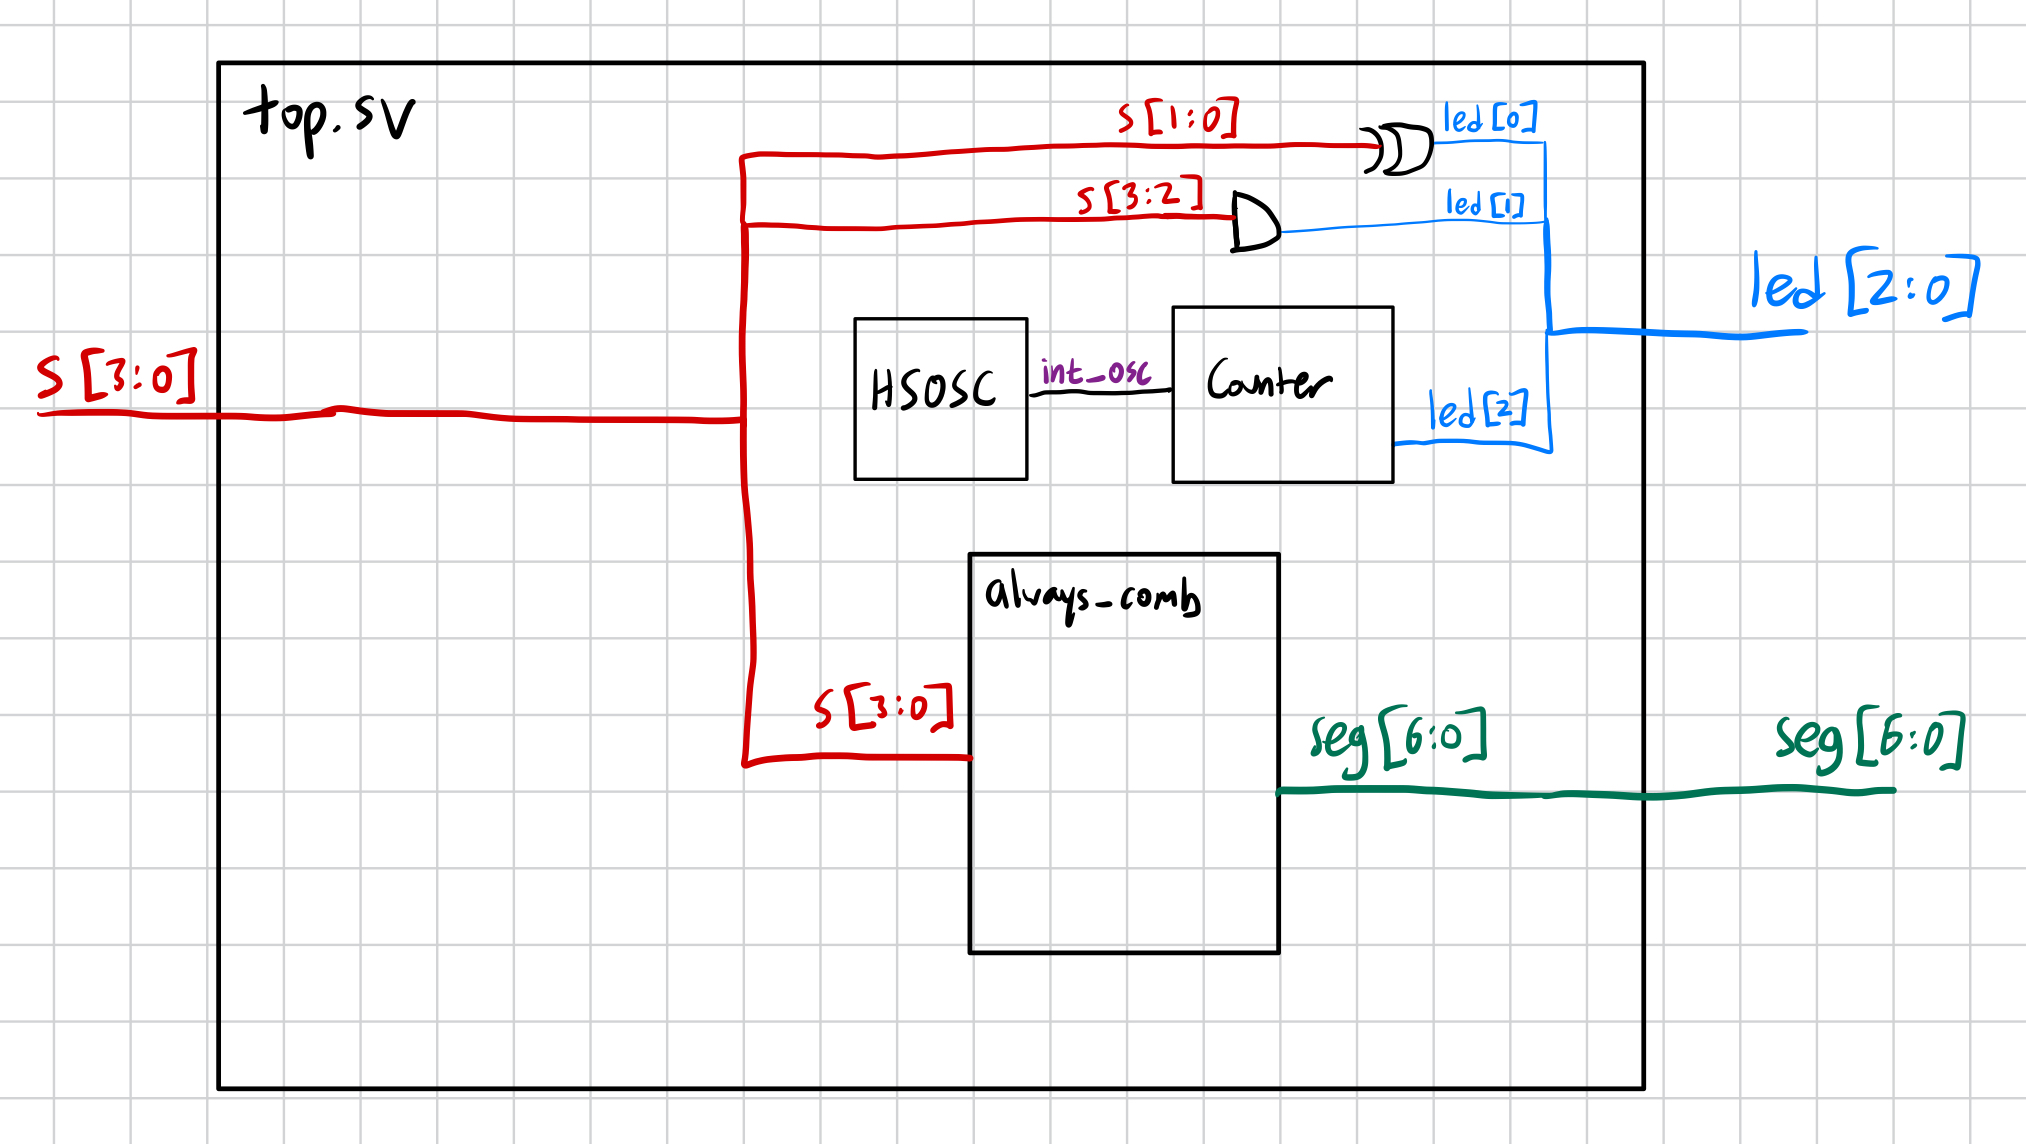 top.sv
s[1:0]
led[0]
s[3:2]
led[1]
led[2:0]
s[3:0]
HSOSC
int_osc
Counter
led[2]
always_comb
s[3:0]
seg[6:0]
seg[6:0]